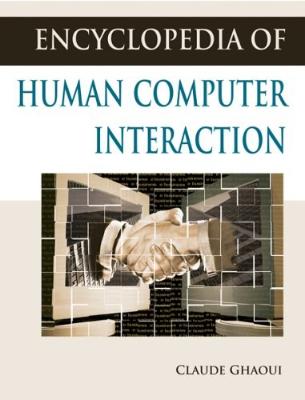 ENCYCLOPEDIA OF
HUMAN COMPUTER
INTERACTION
CLAUDE GHAOUI